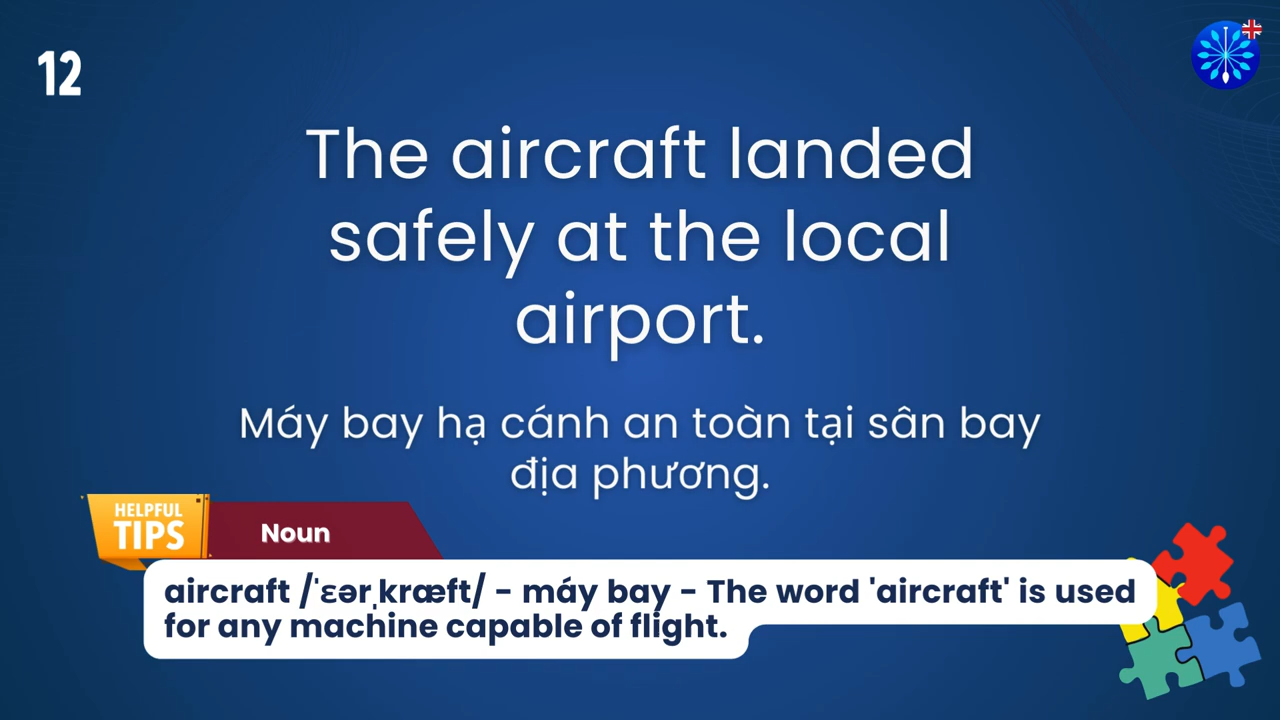 12
The aircraft landed
safely at the local
airport.
Máy bay hạ cánh an toàn tại sân bay
địa phương.
HELPFUL
TIPS
Noun
aircraft /ˈɛərˌkræft/ - máy bay - The word 'aircraft' is used
for any machine capable of flight.